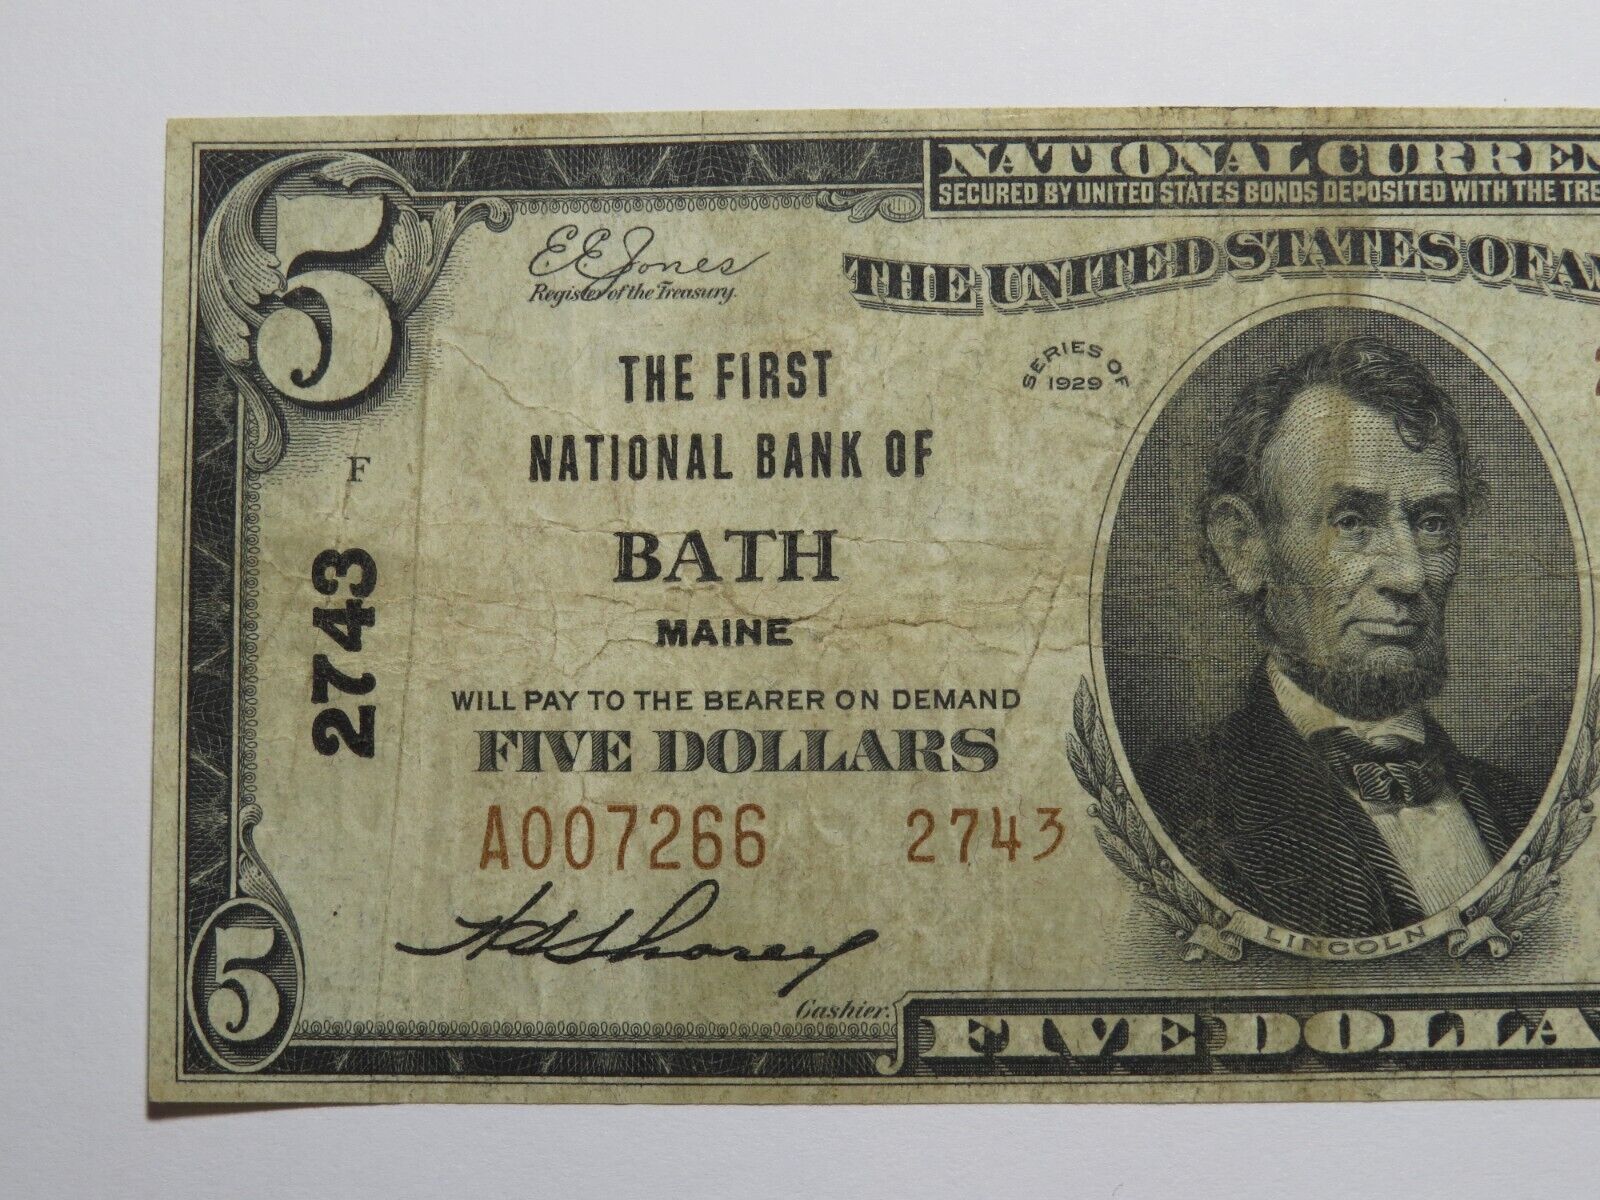 5
NATIONAL CURREN
SECURED BY UNITED STATES BONDS DEPOSITED WITH THE TRE
E.E. Jones
Register of the Treasury.
THE UNITED STATES OF AM
SERIES OF
1929
THE FIRST
NATIONAL BANK OF
F
BATH
MAINE
2743
WILL PAY TO THE BEARER ON DEMAND
FIVE DOLLARS
A007266 2743
Shorey
LINCOLN
5
Cashier.
FIVE DOLLA